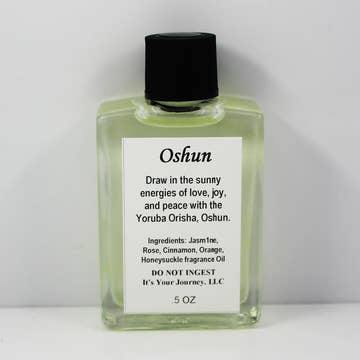 Oshun
Draw in the sunny
energies of love, joy,
and peace with the
Yoruba Orisha, Oshun.
Ingredients: Jasm1ne,
Rose, Cinnamon, Orange,
Honeysuckle fragrance Oil
DO NOT INGEST
It's Your Journey, LLC
.5 OZ